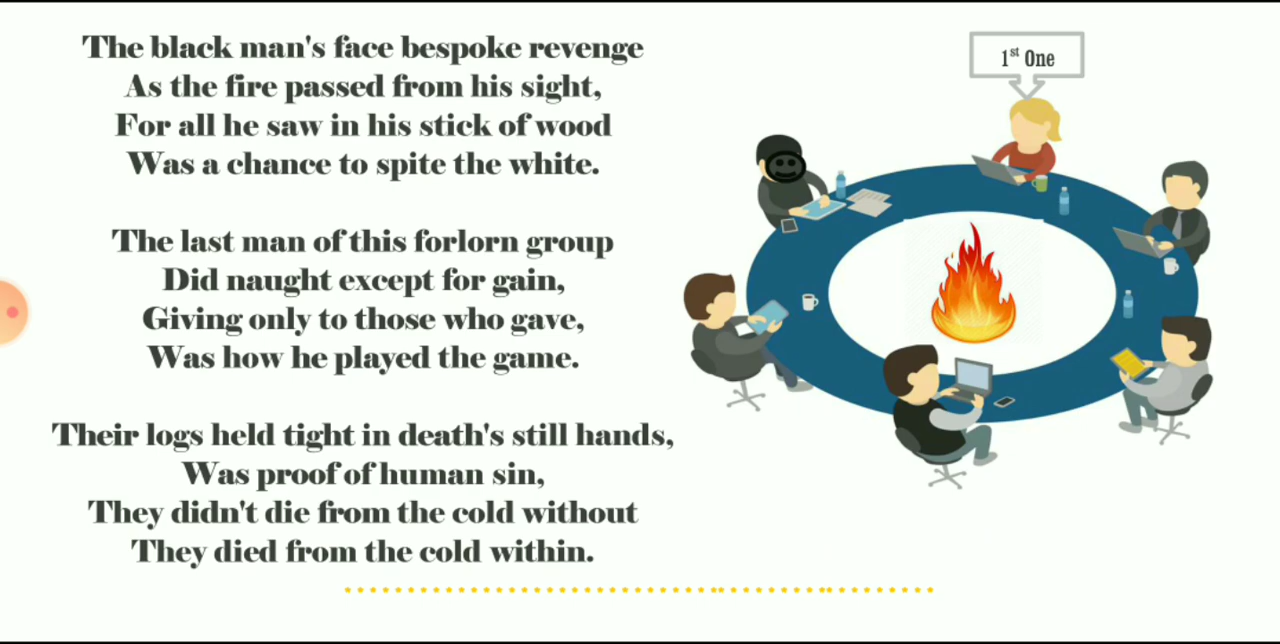 The black man's face bespoke revenge
As the fire passed from his sight,
For all he saw in his stick of wood
Was a chance to spite the white.
The last man of this forlorn group
Did naught except for gain,
Giving only to those who gave,
Was how he played the game.
Their logs held tight in death's still hands,
Was proof of human sin,
They didn't die from the cold without
They died from the cold within.
1st One